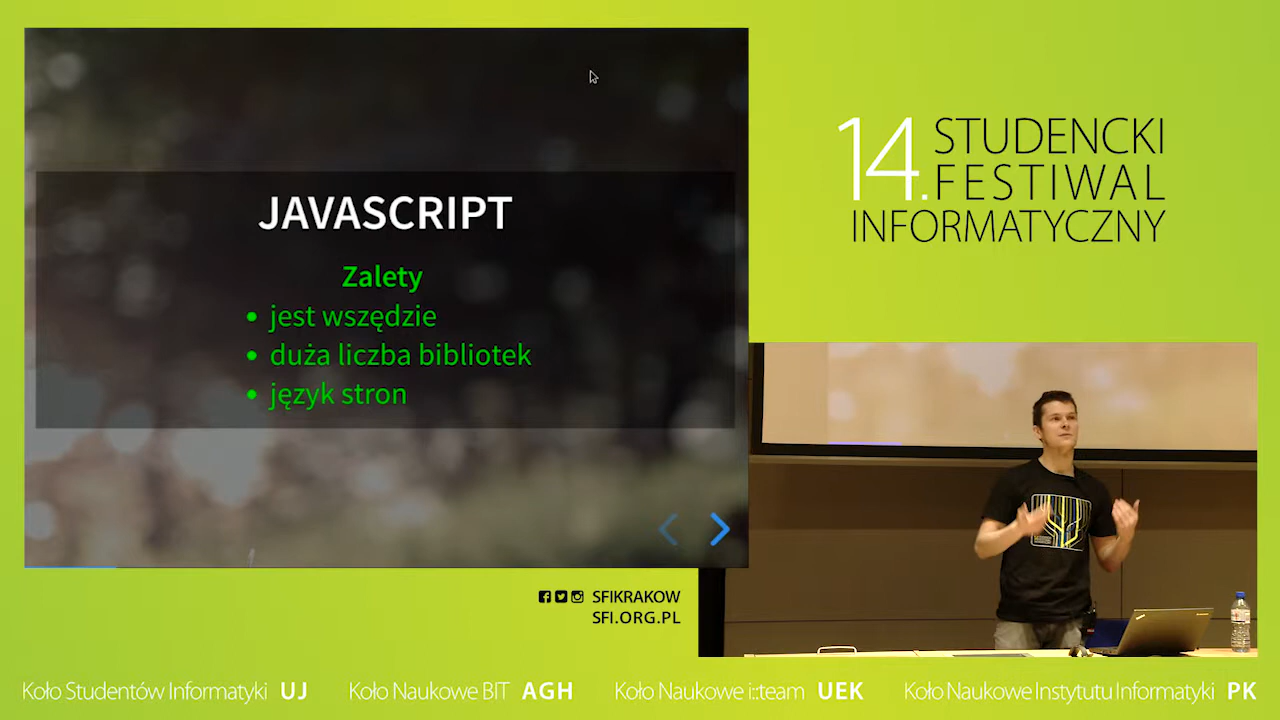 JAVASCRIPT
Zalety
jest wszędzie
duża liczba bibliotek
język stron
14. STUDENCKI
FESTIWAL
INFORMATYCZNY
SFIKRAKOW
SFI.ORG.PL
Koło Studentów Informatyki UJ
Koło Naukowe BIT AGH
Koło Naukowe i::team UEK
Koło Naukowe Instytutu Informatyki PK